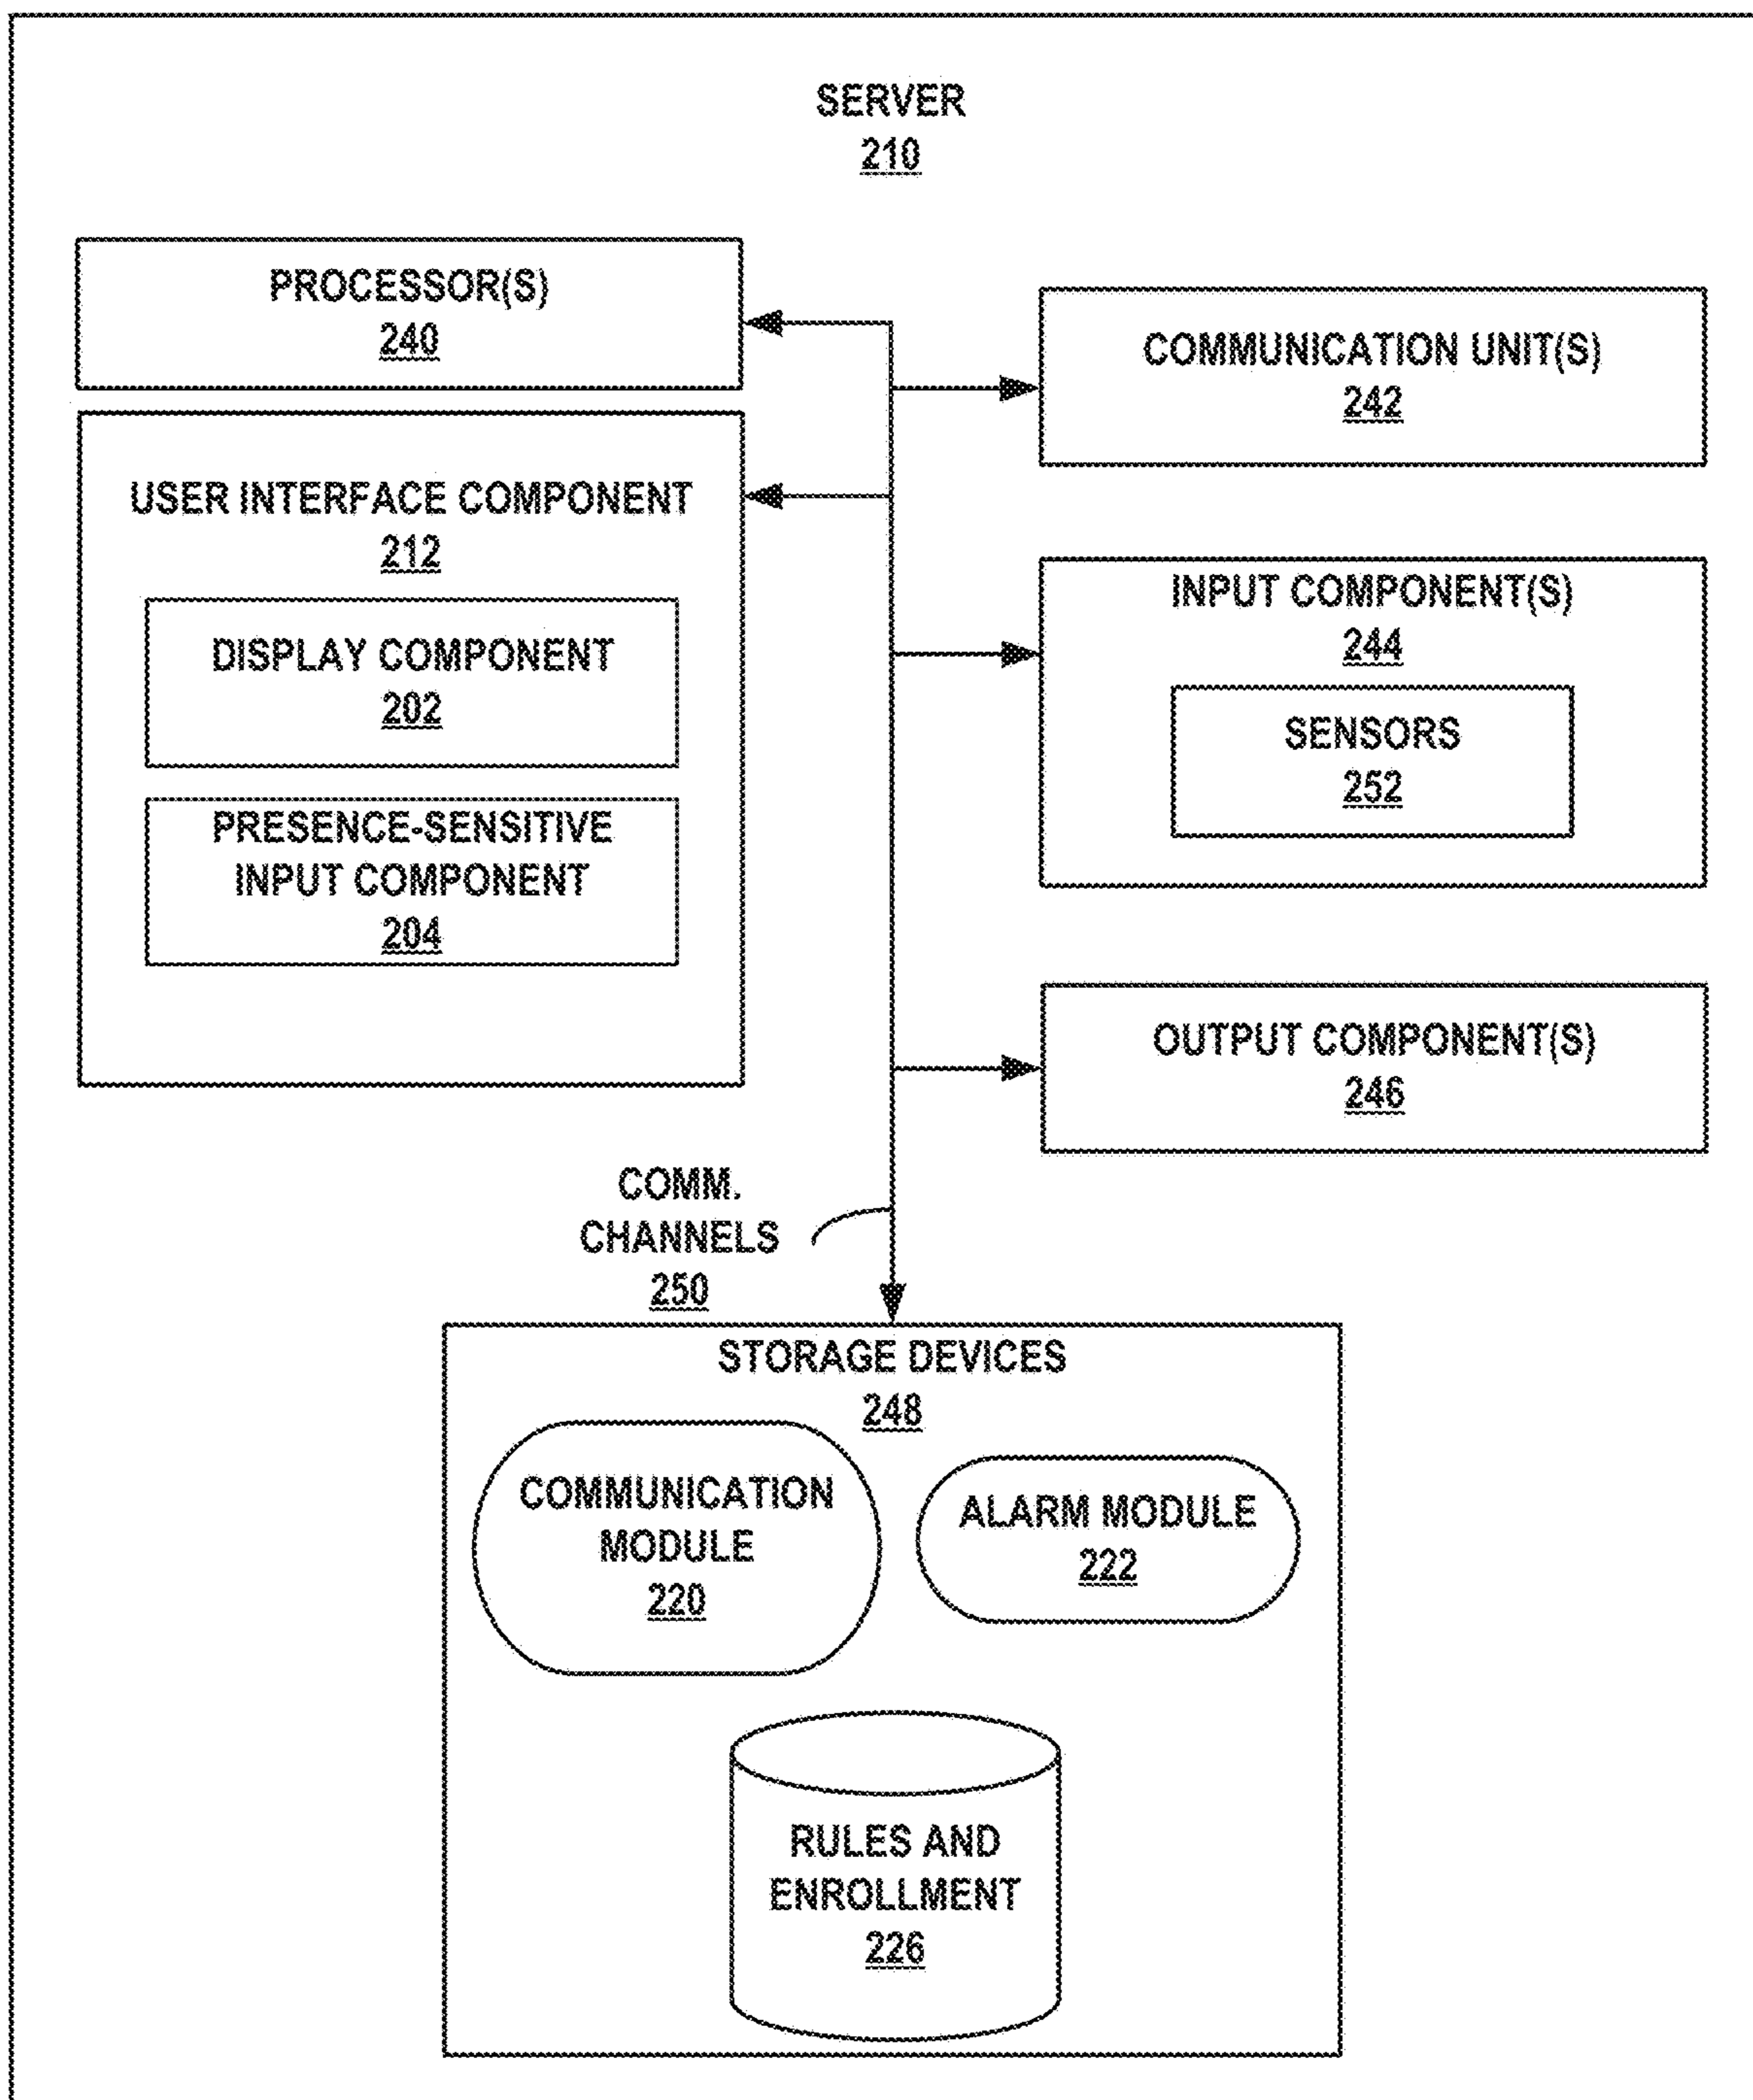 SERVER
210
PROCESSOR(S)
240
COMMUNICATION UNIT(S)
242
USER INTERFACE COMPONENT
212
DISPLAY COMPONENT
202
PRESENCE-SENSITIVE
INPUT COMPONENT
204
INPUT COMPONENT(S)
244
SENSORS
252
OUTPUT COMPONENT(S)
246
COMM.
CHANNELS
250
STORAGE DEVICES
248
COMMUNICATION
MODULE
220
ALARM MODULE
222
RULES AND
ENROLLMENT
226